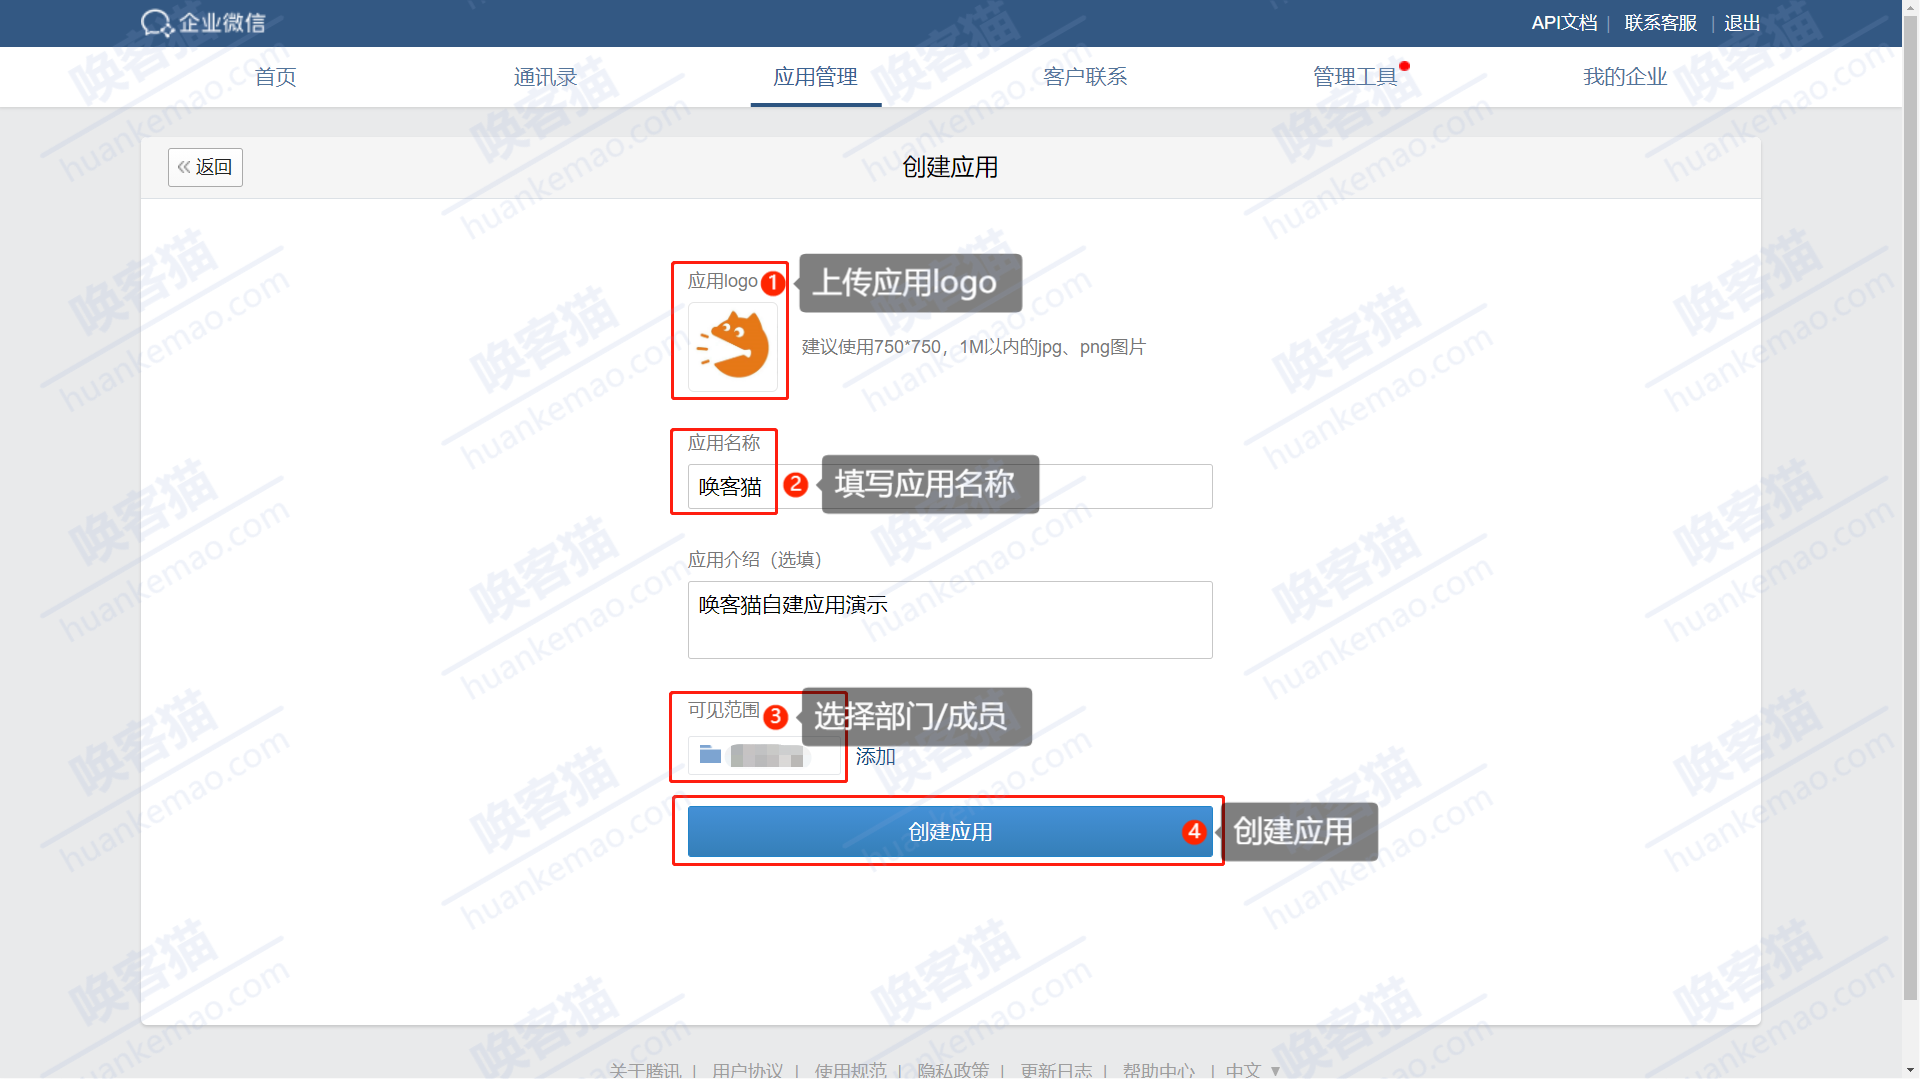 企业微信
API文档 | 联系客服 | 退出
首页 通讯录 应用管理 客户联系 管理工具 我的企业
« 返回
创建应用
应用logo 1 上传应用logo
建议使用750*750，1M以内的jpg、png图片
应用名称
唤客猫 2 填写应用名称
应用介绍（选填）
唤客猫自建应用演示
可见范围 3 选择部门/成员
添加
创建应用 4 创建应用
关于腾讯 | 用户协议 | 使用规范 | 隐私政策 | 更新日志 | 帮助中心 | 中文 ▼
唤客猫
huankemao.com